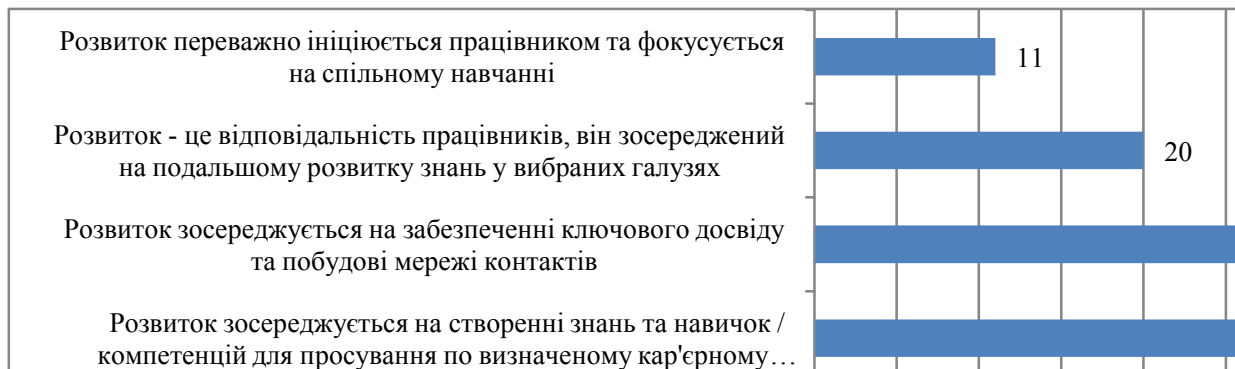 Розвиток переважно ініціюється працівником та фокусується
на спільному навчанні
11
Розвиток - це відповідальність працівників, він зосереджений
на подальшому розвитку знань у вибраних галузях
20
Розвиток зосереджується на забезпеченні ключового досвіду
та побудові мережі контактів
Розвиток зосереджується на створенні знань та навичок /
компетенцій для просування по визначеному кар'єрному…